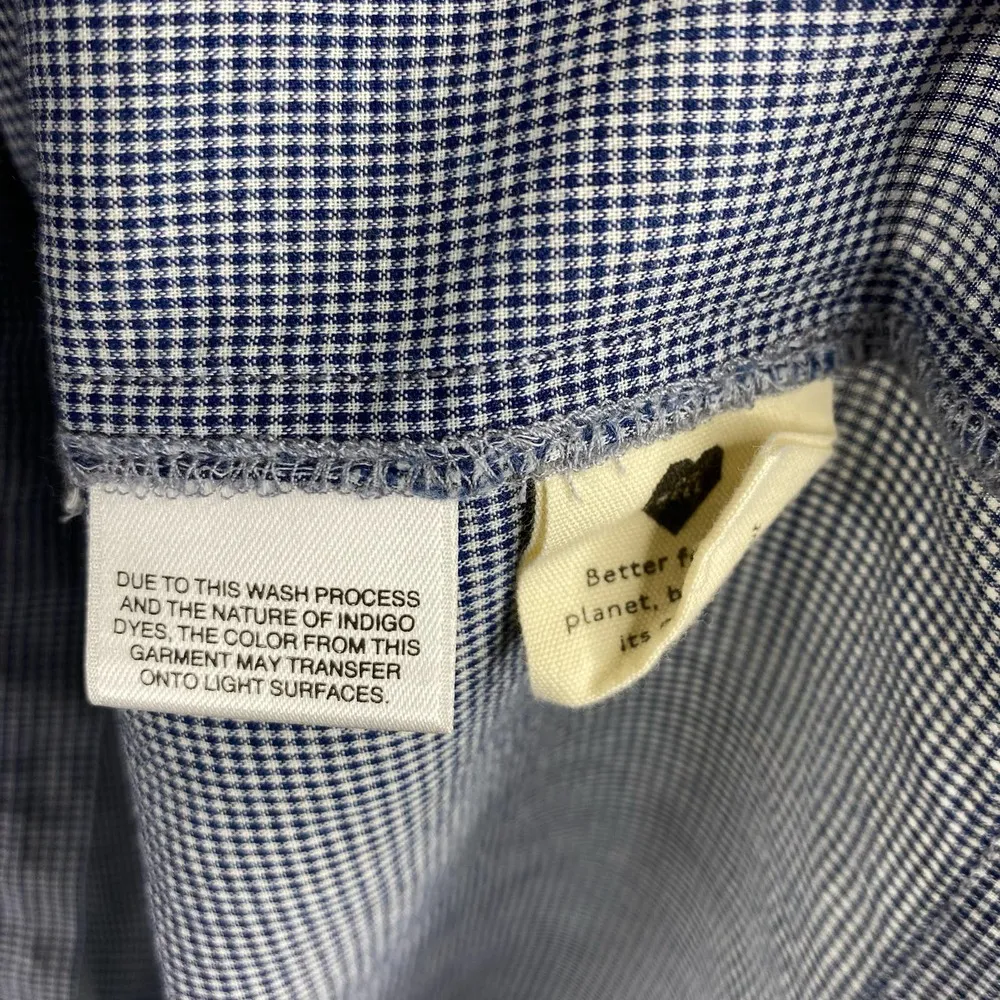 DUE TO THIS WASH PROCESS
AND THE NATURE OF INDIGO
DYES, THE COLOR FROM THIS
GARMENT MAY TRANSFER
ONTO LIGHT SURFACES.
Better
planet,
its